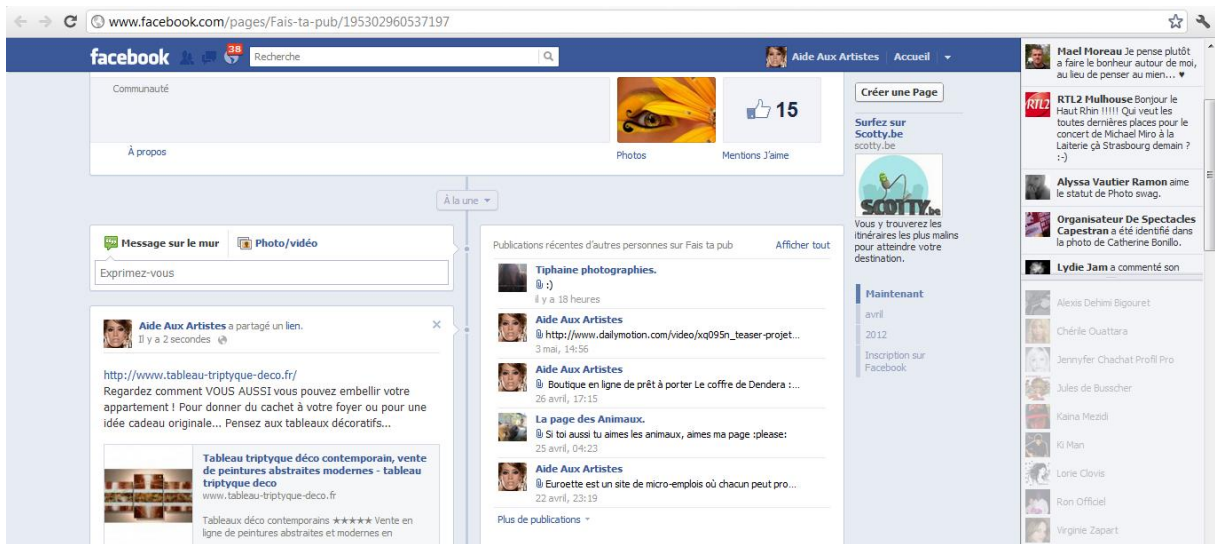 www.facebook.com/pages/Fais-ta-pub/195302960537197
facebook
38
Recherche
Aide Aux Artistes
Accueil
Communauté
À propos
Photos
15
Mentions J'aime
À la une
Message sur le mur
Photo/vidéo
Exprimez-vous
Aide Aux Artistes a partagé un lien.
Il y a 2 secondes
http://www.tableau-triptyque-deco.fr/
Regardez comment VOUS AUSSI vous pouvez embellir votre
appartement ! Pour donner du cachet à votre foyer ou pour une
idée cadeau originale... Pensez aux tableaux décoratifs...
Tableau triptyque déco contemporain, vente
de peintures abstraites modernes - tableau
triptyque deco
www.tableau-triptyque-deco.fr
Tableaux déco contemporains ★★★★★ Vente en
ligne de peintures abstraites et modernes en
Publications récentes d'autres personnes sur Fais ta pub
Afficher tout
Tiphaine photographies.
:)
il y a 18 heures
Aide Aux Artistes
http://www.dailymotion.com/video/xq095n_teaser-projet...
3 mai, 14:56
Aide Aux Artistes
Boutique en ligne de prêt à porter Le coffre de Dendera :...
26 avril, 17:15
La page des Animaux.
Si toi aussi tu aimes les animaux, aimes ma page :please:
25 avril, 04:23
Aide Aux Artistes
Euroette est un site de micro-emplois où chacun peut pro...
22 avril, 23:19
Plus de publications
Créer une Page
Surfez sur
Scotty.be
scotty.be
SCOTTY.be
Vous y trouverez les
itinéraires les plus malins
pour atteindre votre
destination.
Maintenant
avril
2012
Inscription sur
Facebook
Mael Moreau Je pense plutôt
a faire le bonheur autour de moi,
au lieu de penser au mien... ♥
RTL2
RTL2 Mulhouse Bonjour le
Haut Rhin !!!!! Qui veut les
toutes dernières places pour le
concert de Michael Miro à la
Laiterie çà Strasbourg demain ?
:-)
Alyssa Vautier Ramon aime
le statut de Photo swag.
Organisateur De Spectacles
Capestran a été identifié dans
la photo de Catherine Bonillo.
Lydie Jam a commenté son
Alexis Dehimi Bigouret
Chérile Ouattara
Jennyfer Chachat Profil Pro
Jules de Busscher
Kaina Mezidi
Ki Man
Lorie Clovis
Ron Officiel
Virginie Zapart